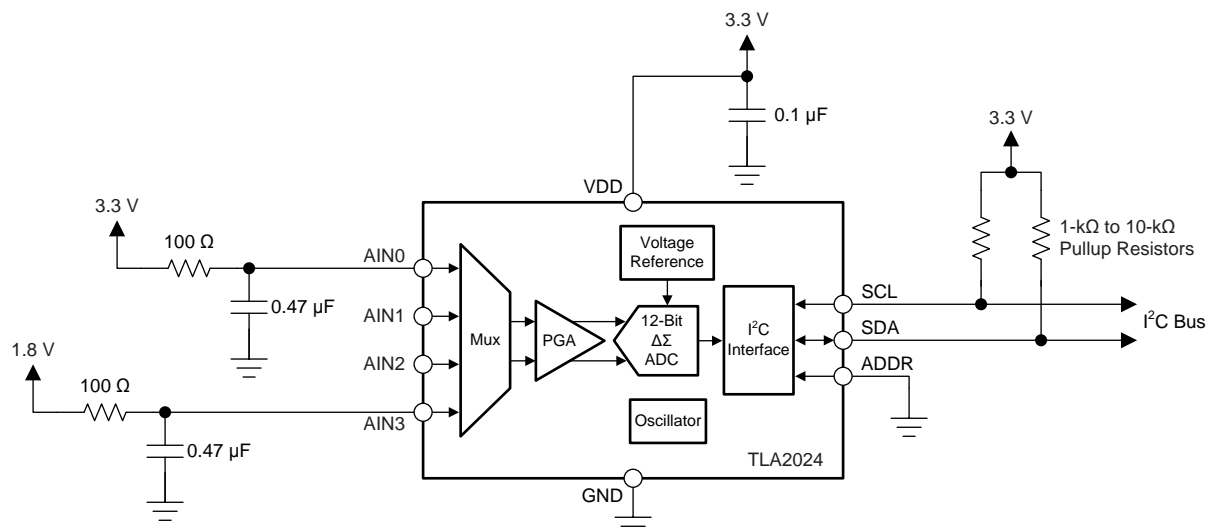 3.3 V
0.1 µF
3.3 V
VDD
3.3 V
100 Ω
Voltage
Reference
1-kΩ to 10-kΩ
Pullup Resistors
AIN0
0.47 µF
SCL
AIN1
12-Bit
ΔΣ
ADC
I²C
Interface
I²C Bus
Mux
PGA
SDA
1.8 V
AIN2
ADDR
100 Ω
AIN3
Oscillator
0.47 µF
TLA2024
GND